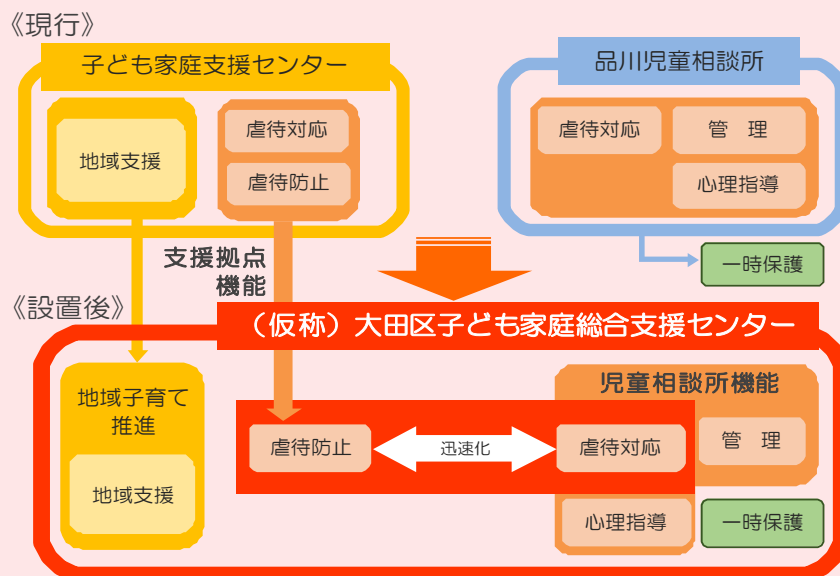 《現行》
子ども家庭支援センター
地域支援
虐待対応
虐待防止
品川児童相談所
虐待対応
管　理
心理指導
一時保護
支援拠点
機能
《設置後》
（仮称）大田区子ども家庭総合支援センター
地域子育て
推進
地域支援
虐待防止
迅速化
児童相談所機能
虐待対応
管　理
心理指導
一時保護